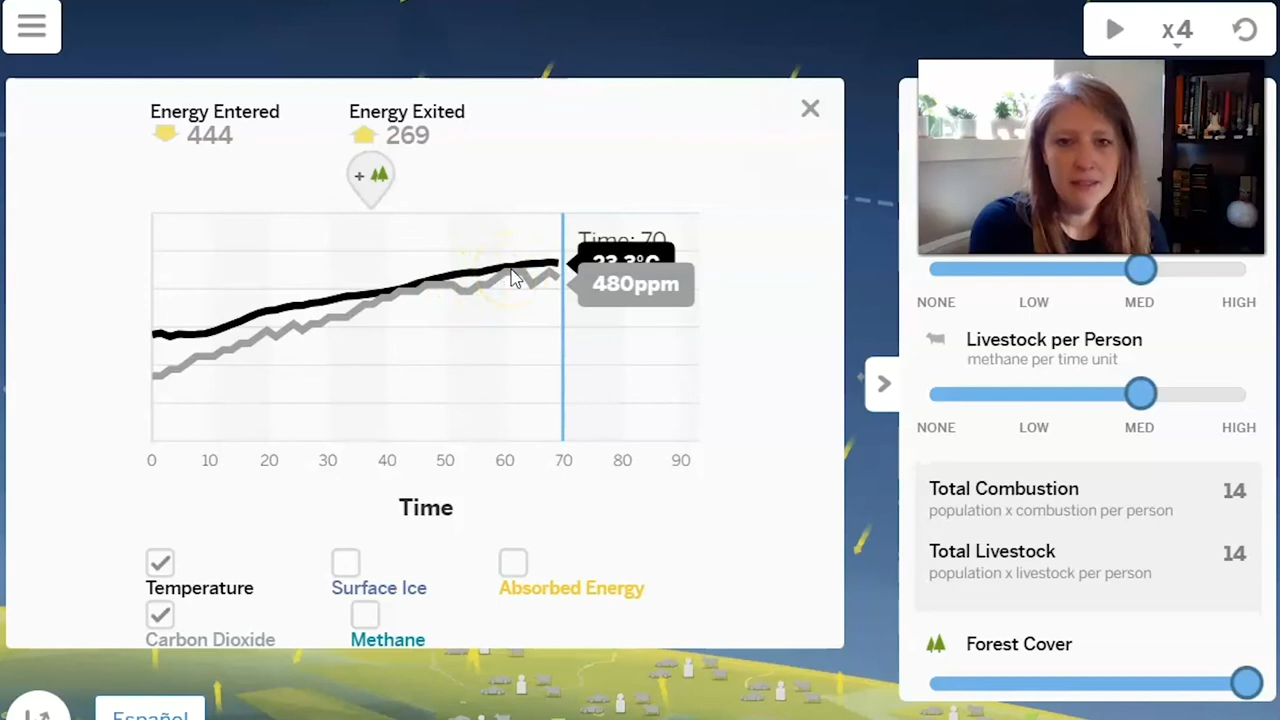 x4
Energy Entered
Energy Exited
444
269
+
Time: 70
23.3°C
480ppm
0 10 20 30 40 50 60 70 80 90
Time
Temperature
Surface Ice
Absorbed Energy
Carbon Dioxide
Methane
Español
NONE LOW MED HIGH
Livestock per Person
methane per time unit
NONE LOW MED HIGH
Total Combustion 14
population x combustion per person
Total Livestock 14
population x livestock per person
Forest Cover